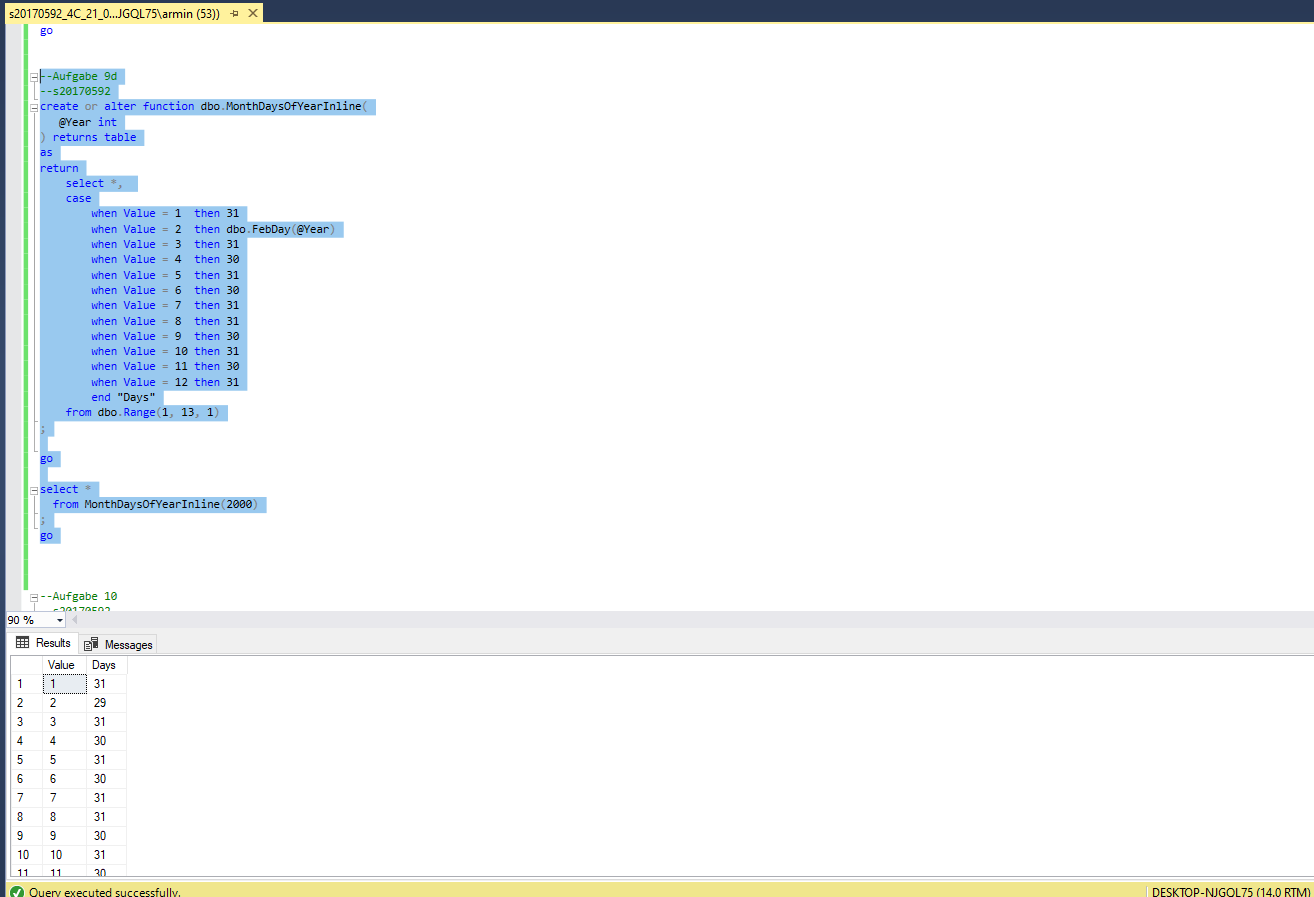 s20170592_4C_21_0...JGQL75\armin (53))
go
--Aufgabe 9d
--s20170592
create or alter function dbo.MonthDaysOfYearInline(
@Year int
) returns table
as
return
select *,
case
when Value = 1 then 31
when Value = 2 then dbo.FebDay(@Year)
when Value = 3 then 31
when Value = 4 then 30
when Value = 5 then 31
when Value = 6 then 30
when Value = 7 then 31
when Value = 8 then 31
when Value = 9 then 30
when Value = 10 then 31
when Value = 11 then 30
when Value = 12 then 31
end "Days"
from dbo.Range(1, 13, 1)
;
go
select *
from MonthDaysOfYearInline(2000)
;
go
--Aufgabe 10
--s20170592
90 %
Results Messages
Value Days
1 1 31
2 2 29
3 3 31
4 4 30
5 5 31
6 6 30
7 7 31
8 8 31
9 9 30
10 10 31
11 11 30
Query executed successfully. DESKTOP-NJGQL75 (14.0 RTM)